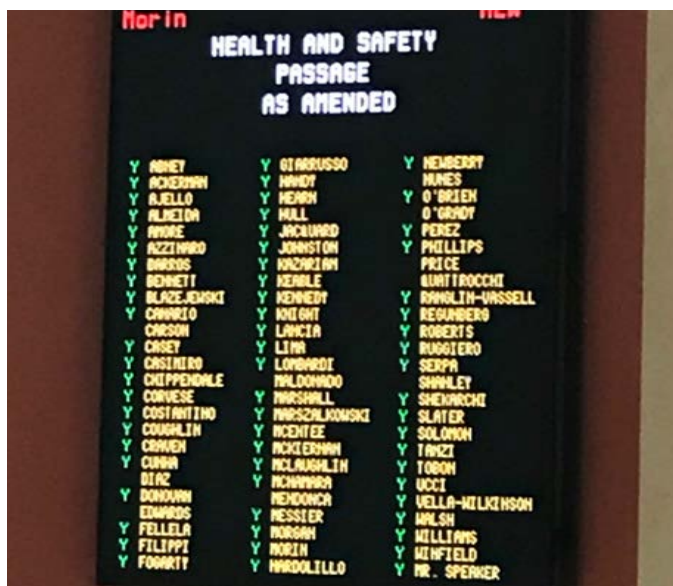 Morin
HEALTH AND SAFETY
PASSAGE
AS AMENDED
Y ABNEY
Y ACKERMAN
Y AJELLO
Y ALMEIDA
Y AMORE
Y AZZINARO
Y BARROS
Y BENNETT
Y BLAZEJEWSKI
Y CANARIO
CARSON
Y CASEY
Y CASIMIRO
Y CHIPPENDALE
Y CORVESE
Y COSTANTINO
Y COUGHLIN
Y CRAVEN
Y CUNHA
DIAZ
Y DONOVAN
EDWARDS
Y FELLELA
Y FILIPPI
Y FOGARTY
Y GIARRUSSO
Y HANDY
Y HEARN
Y HULL
Y JACQUARD
Y JOHNSTON
Y KAZARIAN
Y KEABLE
Y KENNEDY
Y KNIGHT
Y LANCIA
Y LIMA
Y LOMBARDI
MALDONADO
Y MARSHALL
Y MARSZALKOWSKI
Y MCENTEE
Y MCKIERNAN
Y MCLAUGHLIN
Y MCNAMARA
MENDONCA
Y MESSIER
Y MORGAN
Y MORIN
Y NARDOLILLO
Y NEWBERRY
NUNES
Y O'BRIEN
O'GRADY
Y PEREZ
Y PHILLIPS
PRICE
QUATTROCCHI
Y RANGLIN-VASSELL
Y REGUNBERG
Y ROBERTS
Y RUGGIERO
Y SERPA
SHANLEY
Y SHEKARCHI
Y SLATER
Y SOLOMON
Y TANZI
Y TOBON
Y UCCI
Y VELLA-WILKINSON
Y WALSH
Y WILLIAMS
Y WINFIELD
Y MR. SPEAKER